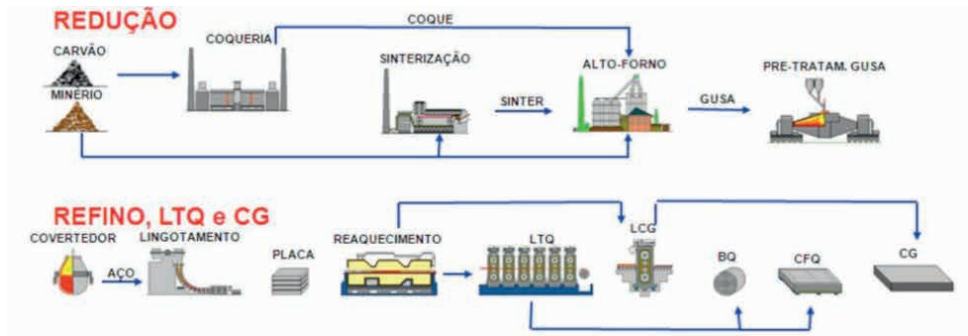 REDUÇÃO
COQUE
COQUERIA
CARVÃO
SINTERIZAÇÃO
ALTO-FORNO
PRE-TRATAM. GUSA
MINÉRIO
SINTER
GUSA
REFINO, LTQ e CG
COVERTEDOR
LINGOTAMENTO
PLACA
REAQUECIMENTO
LTQ
LCG
BQ
CFQ
CG
AÇO